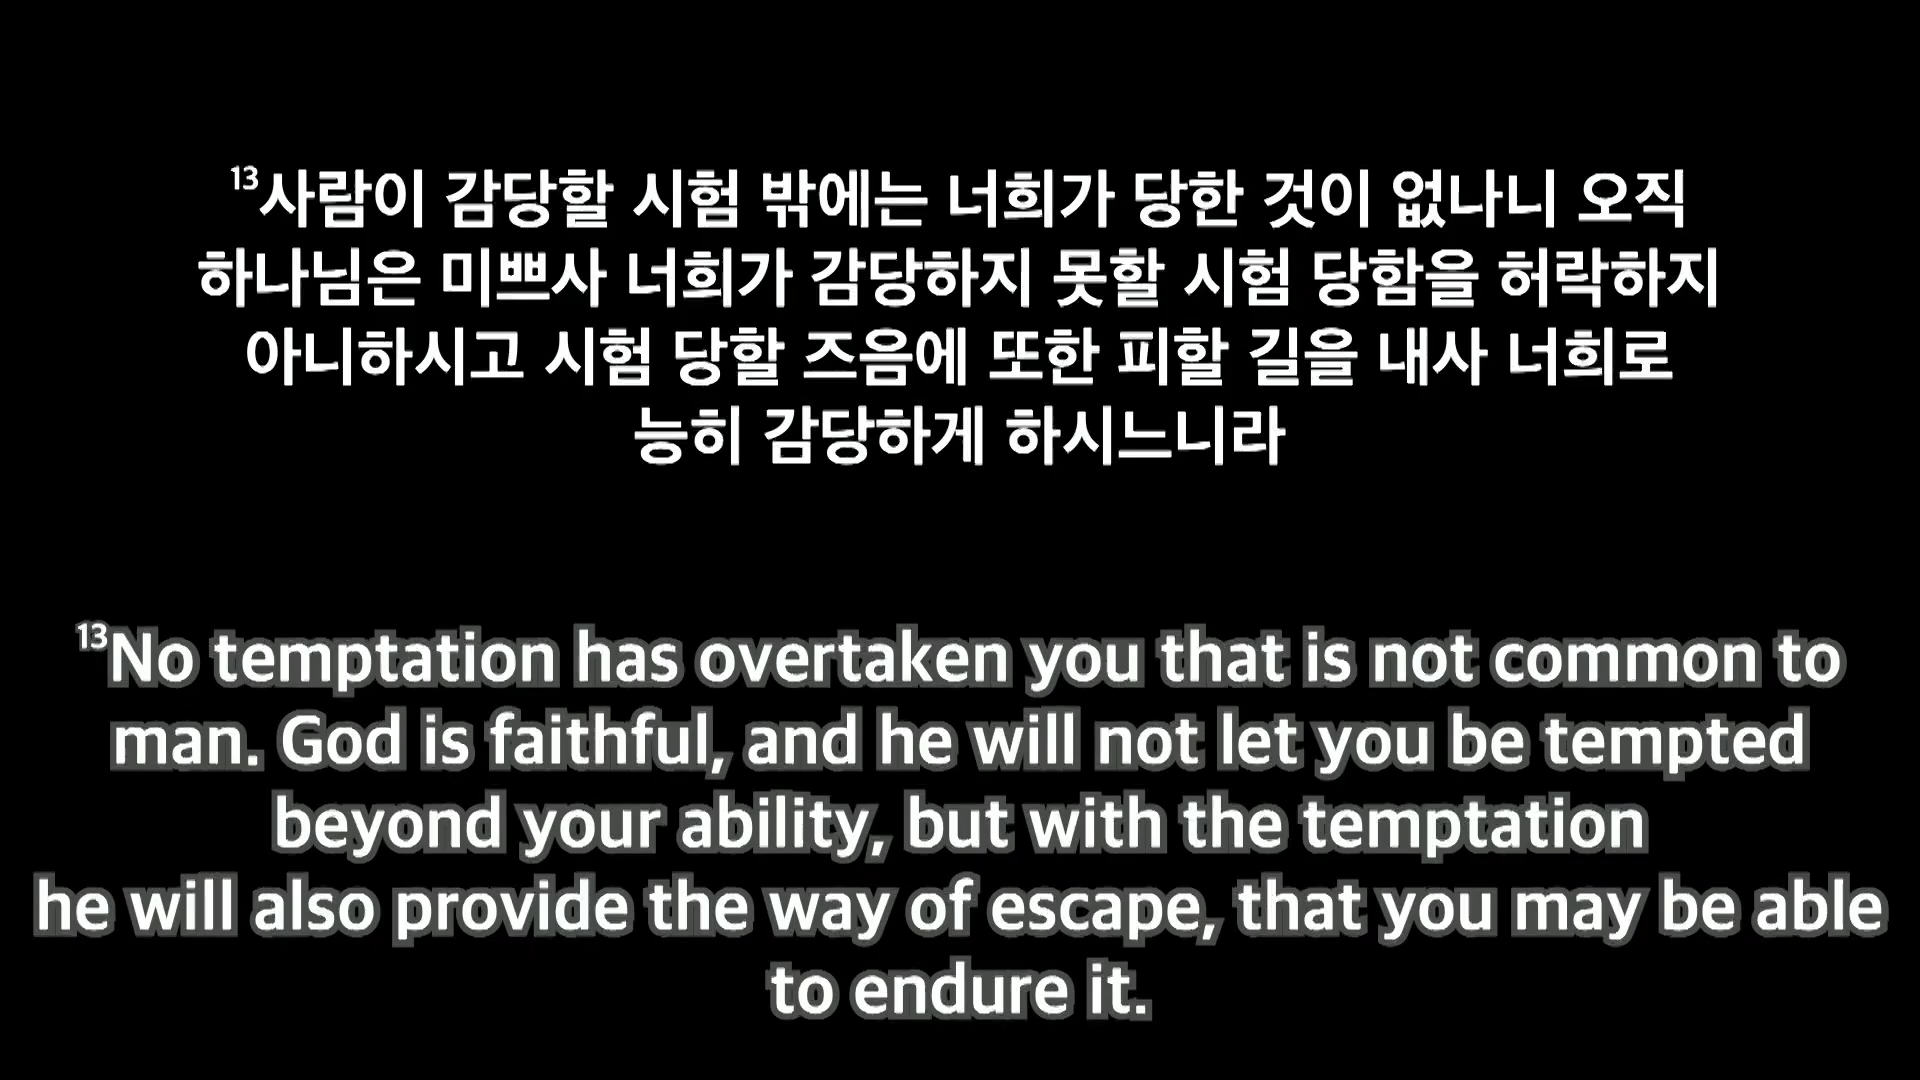 ¹³사람이 감당할 시험 밖에는 너희가 당한 것이 없나니 오직
하나님은 미쁘사 너희가 감당하지 못할 시험 당함을 허락하지
아니하시고 시험 당할 즈음에 또한 피할 길을 내사 너희로
능히 감당하게 하시느니라
¹³No temptation has overtaken you that is not common to
man. God is faithful, and he will not let you be tempted
beyond your ability, but with the temptation
he will also provide the way of escape, that you may be able
to endure it.